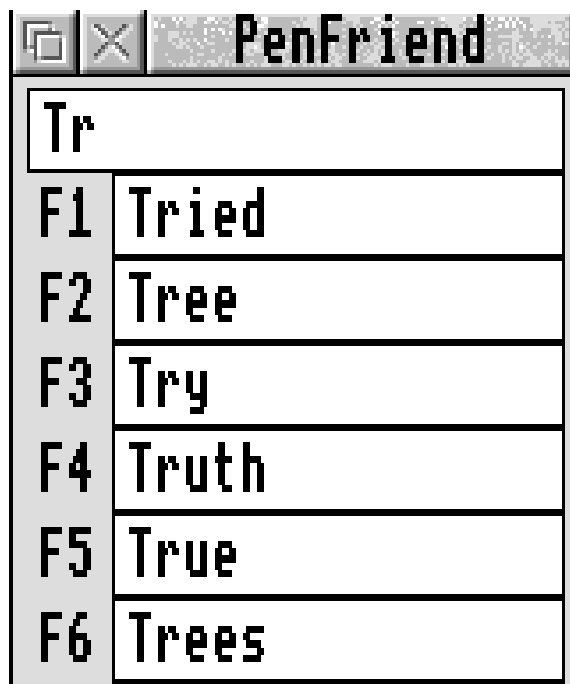 PenFriend
Tr
F1 Tried
F2 Tree
F3 Try
F4 Truth
F5 True
F6 Trees